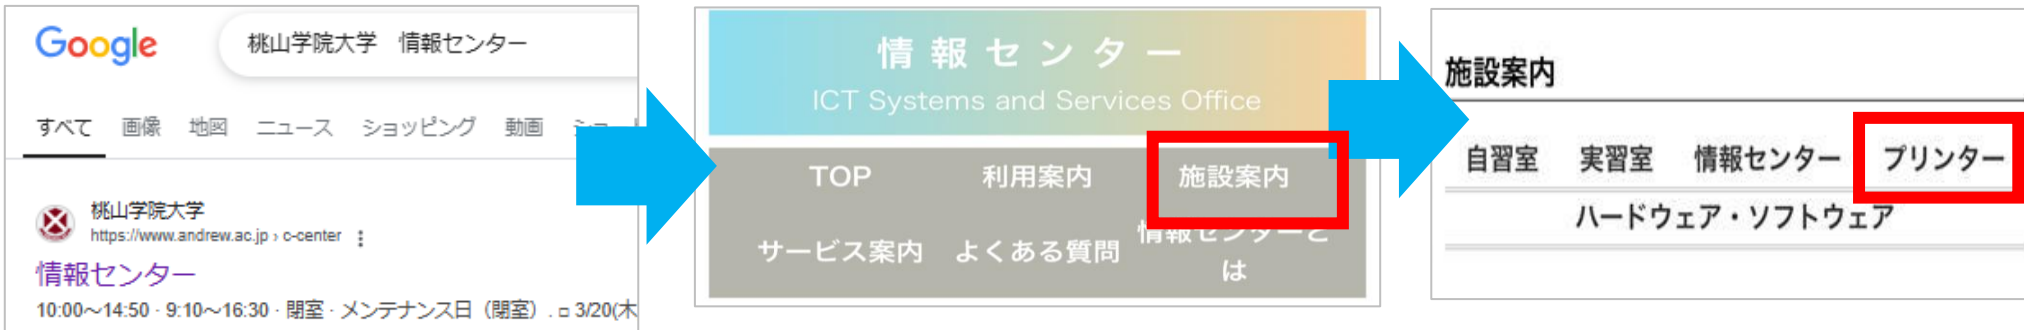 Google
桃山学院大学　情報センター
すべて 画像 地図 ニュース ショッピング 動画
桃山学院大学
https://www.andrew.ac.jp › c-center
情報センター
10:00～14:50 · 9:10～16:30 · 閉室 · メンテナンス日（閉室）. □ 3/20(木
情報センター
ICT Systems and Services Office
TOP 利用案内 施設案内
サービス案内 よくある質問 情報センターと
は
施設案内
自習室 実習室 情報センター プリンター
ハードウェア・ソフトウェア